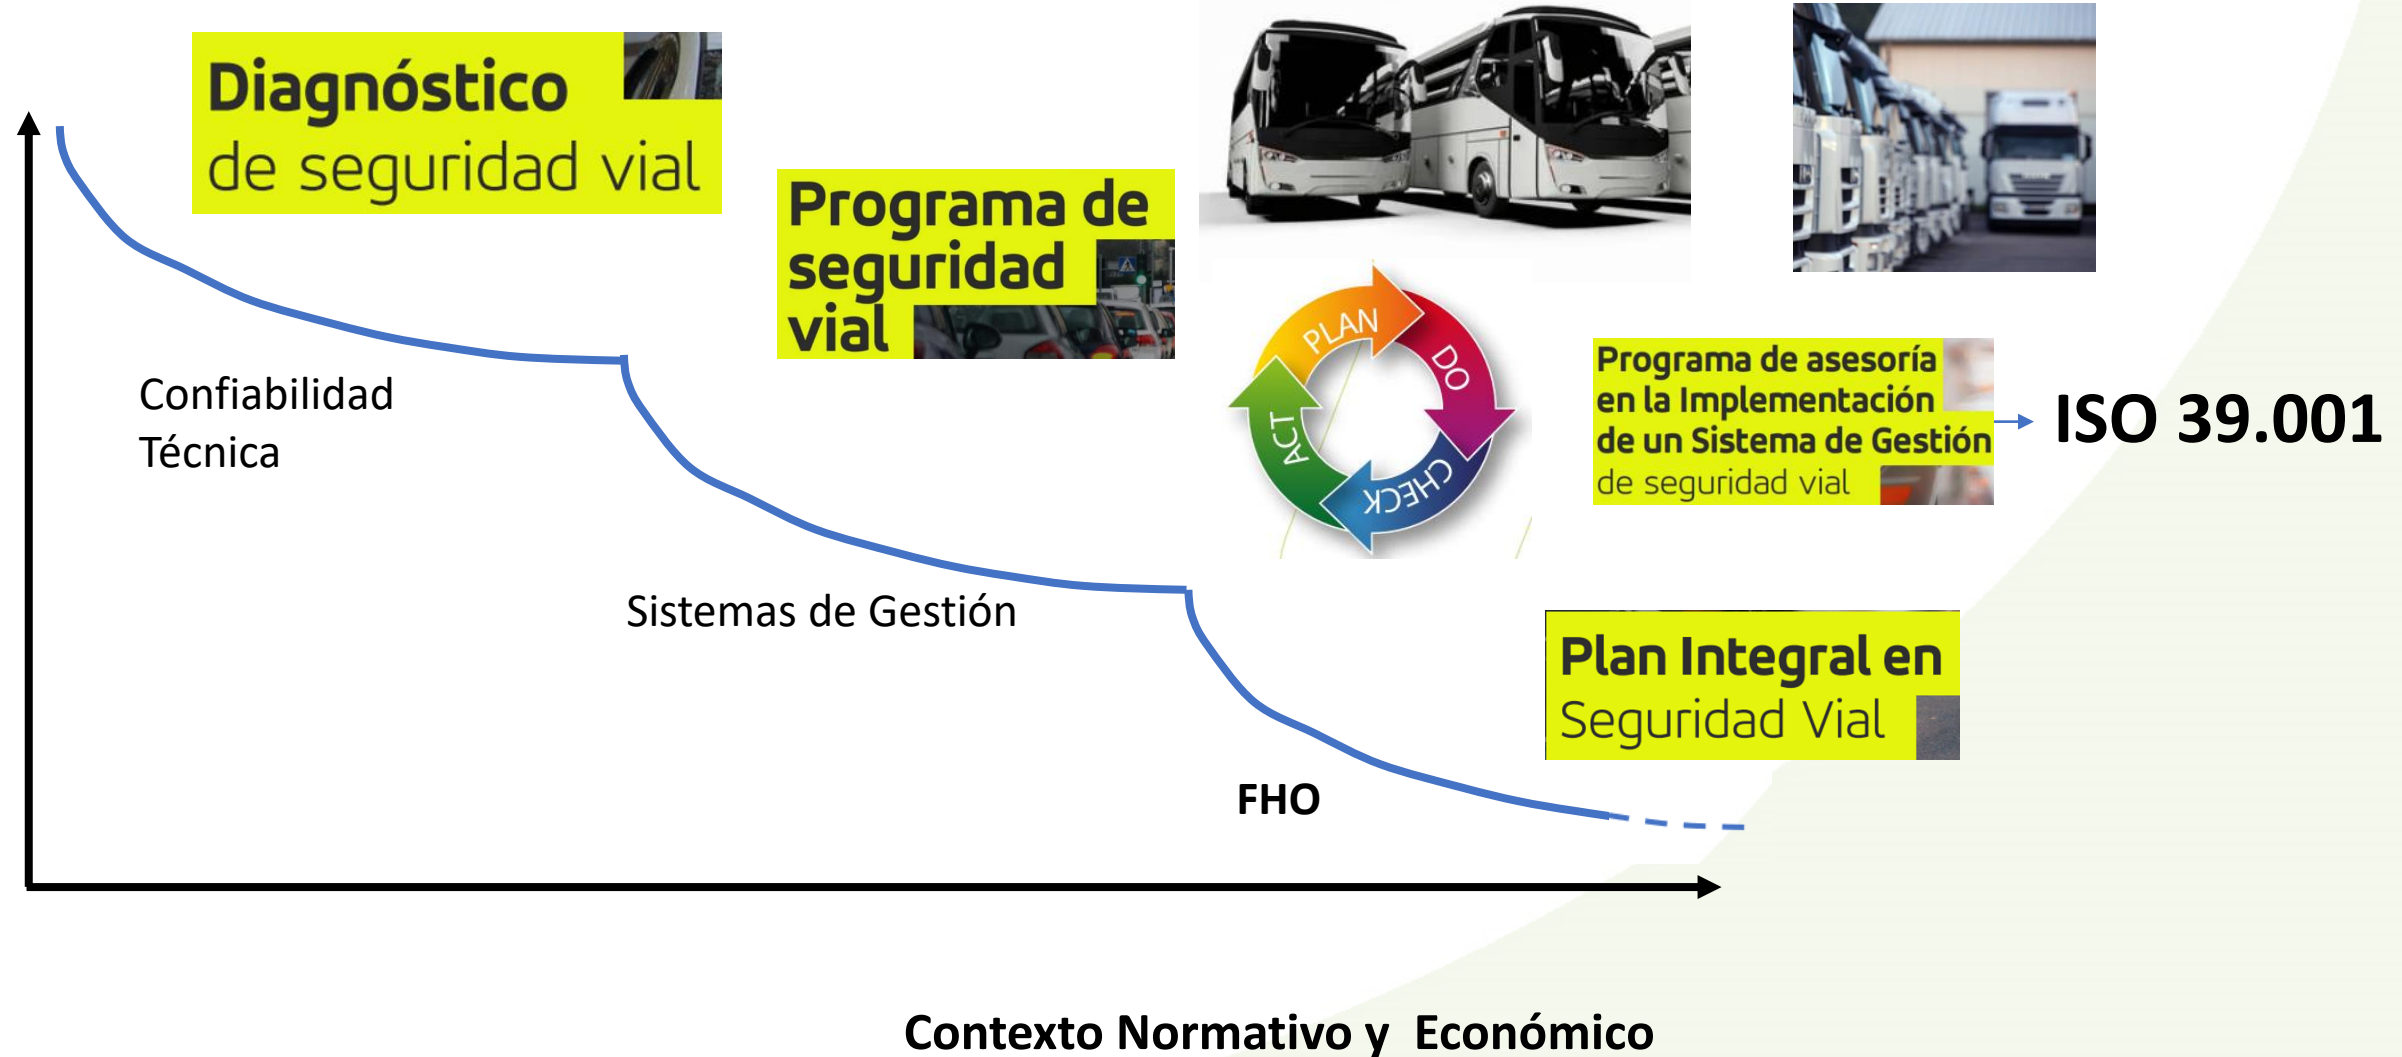 Diagnóstico
de seguridad vial
Programa de
seguridad
vial
Confiabilidad
Técnica
PLAN
DO
CHECK
ACT
Programa de asesoría
en la Implementación
de un Sistema de Gestión
de seguridad vial
ISO 39.001
Sistemas de Gestión
Plan Integral en
Seguridad Vial
FHO
Contexto Normativo y  Económico